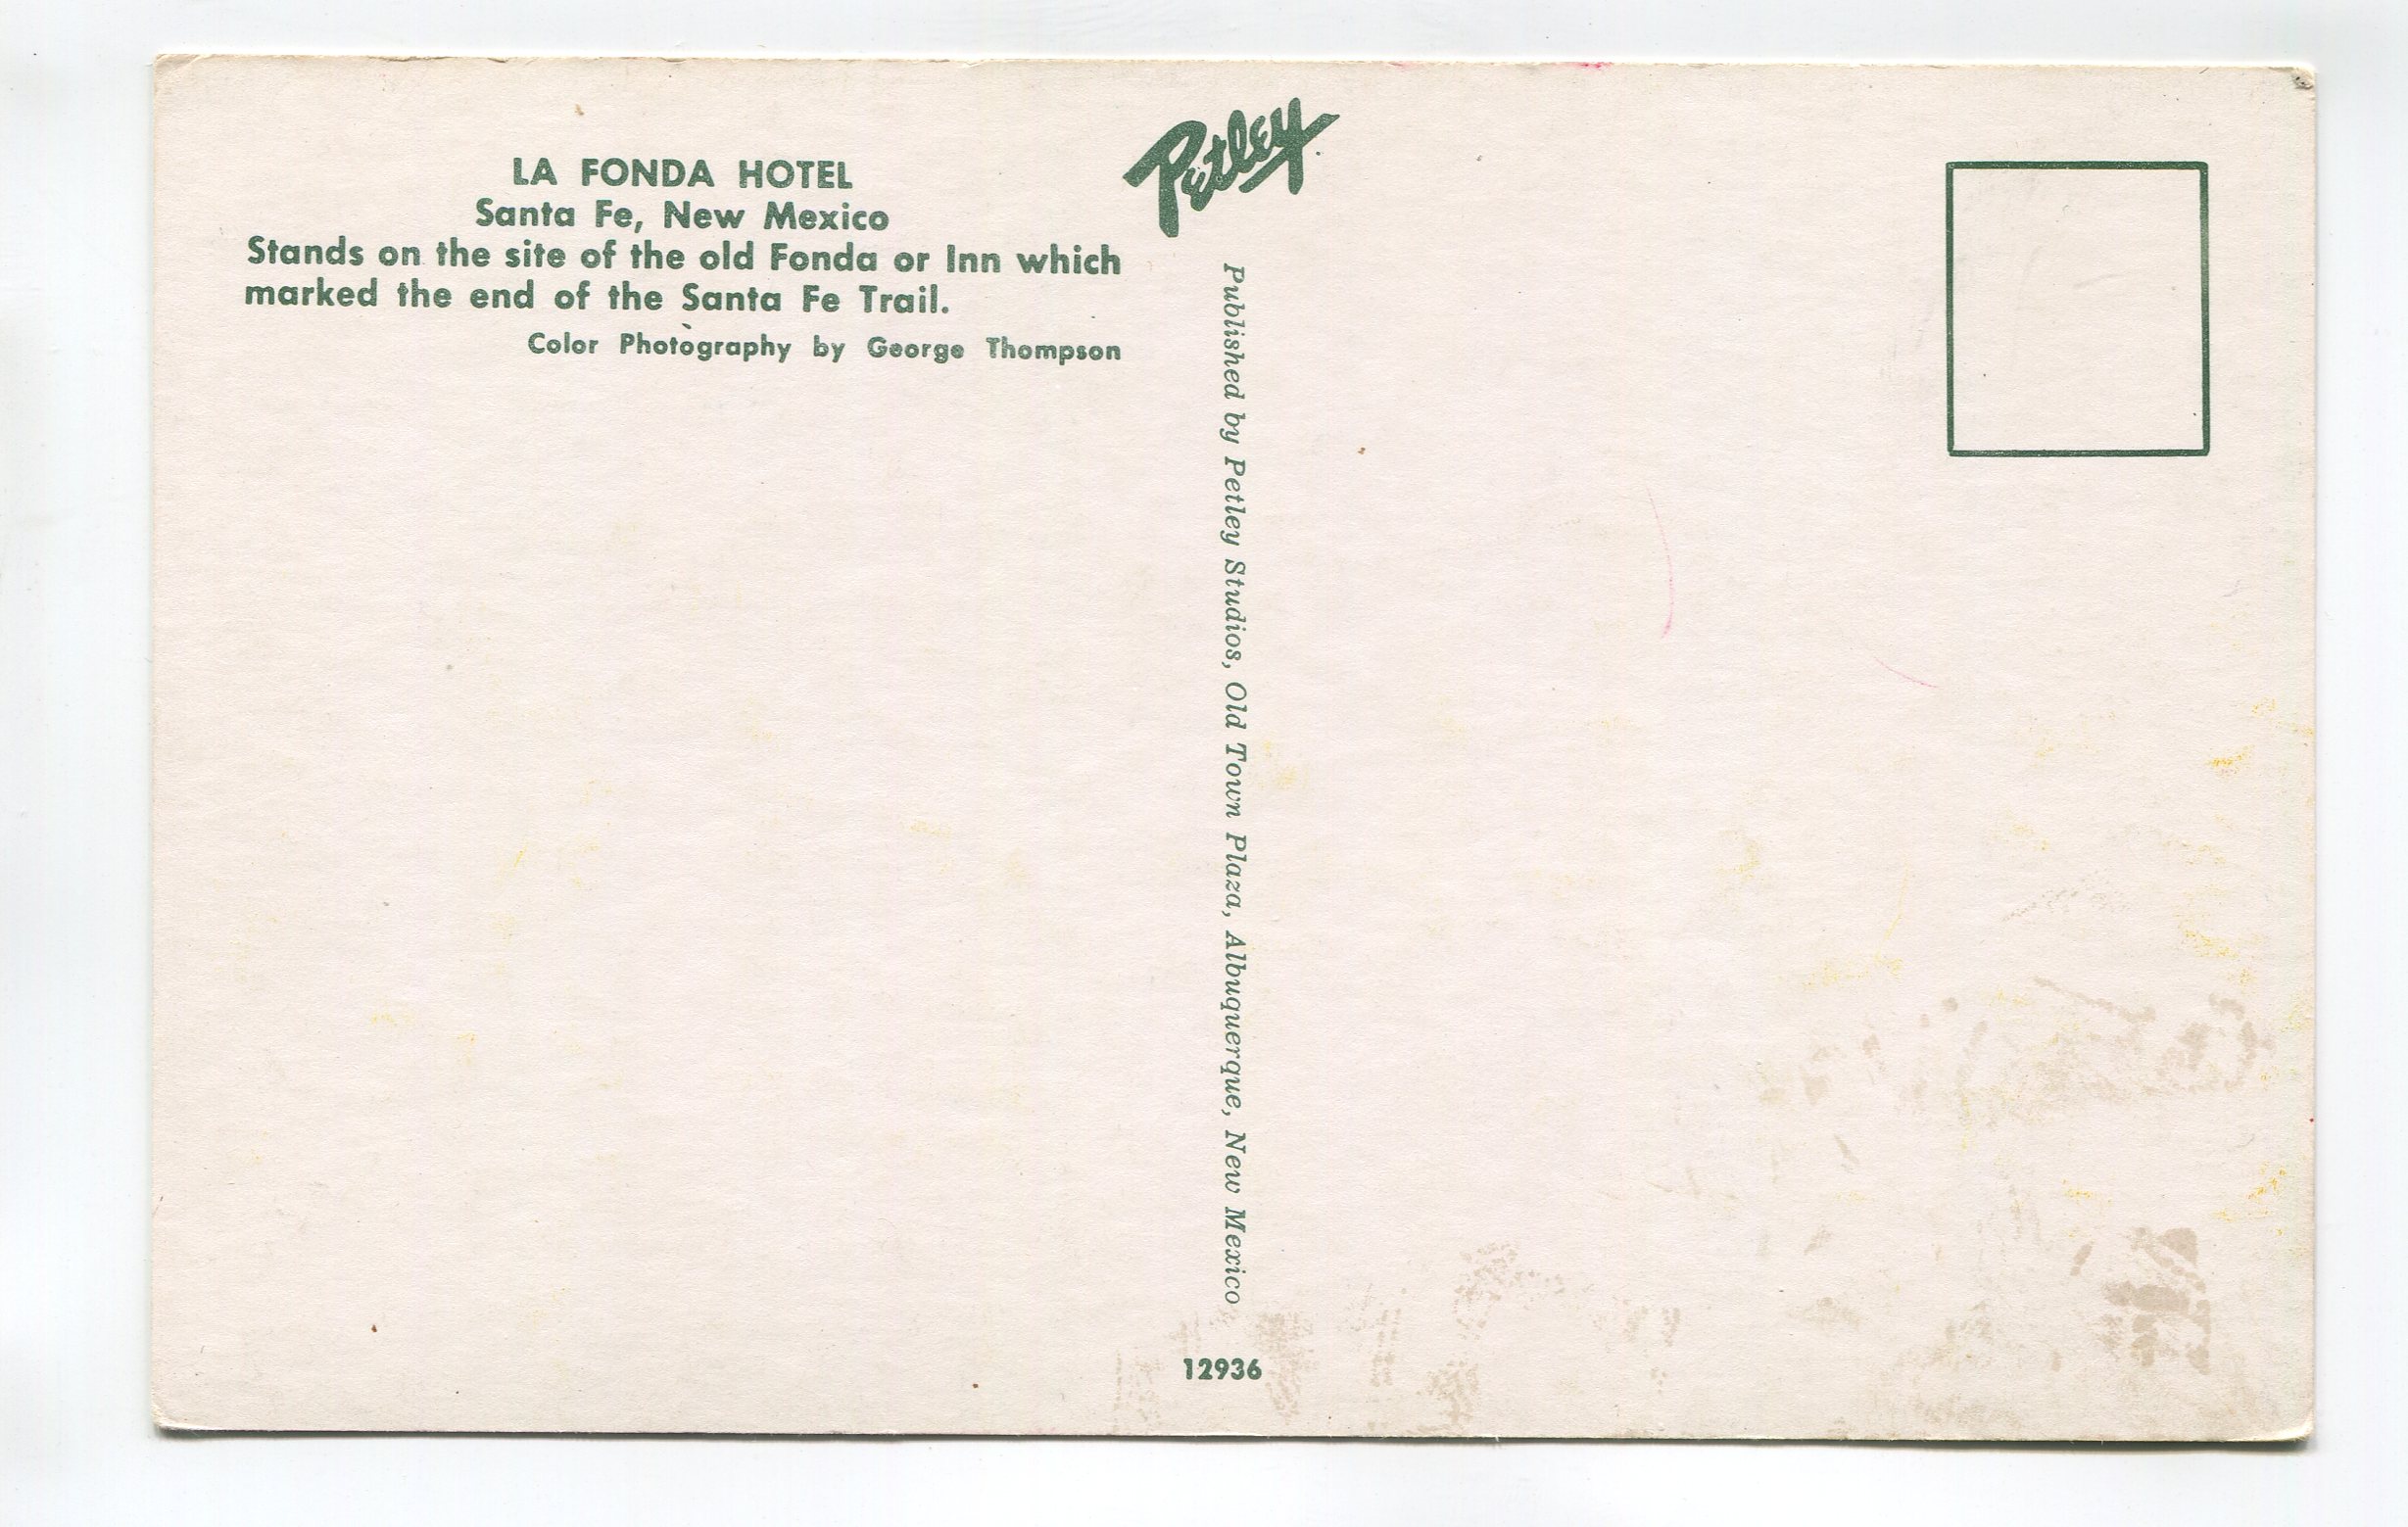 LA FONDA HOTEL
Santa Fe, New Mexico
Stands on the site of the old Fonda or Inn which
marked the end of the Santa Fe Trail.
Color Photography by George Thompson
Petley
Published by Petley Studios, Old Town Plaza, Albuquerque, New Mexico
12936